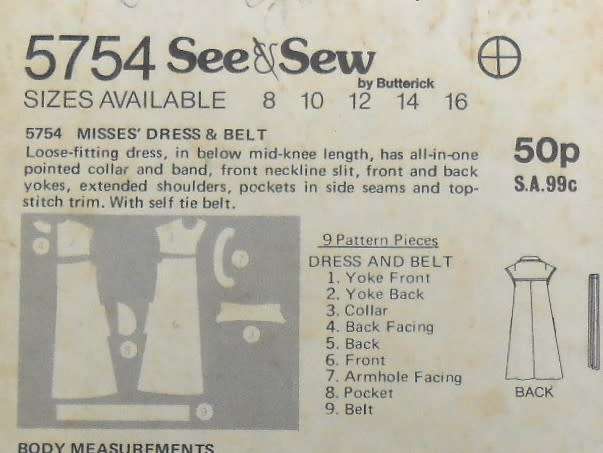 5754 See & Sew
by Butterick
SIZES AVAILABLE 8 10 12 14 16
5754 MISSES' DRESS & BELT
Loose-fitting dress, in below mid-knee length, has all-in-one
pointed collar and band, front neckline slit, front and back
yokes, extended shoulders, pockets in side seams and top-
stitch trim. With self tie belt.
50p
S.A.99c
9 Pattern Pieces
DRESS AND BELT
1. Yoke Front
2. Yoke Back
3. Collar
4. Back Facing
5. Back
6. Front
7. Armhole Facing
8. Pocket
9. Belt
BACK
BODY MEASUREMENTS